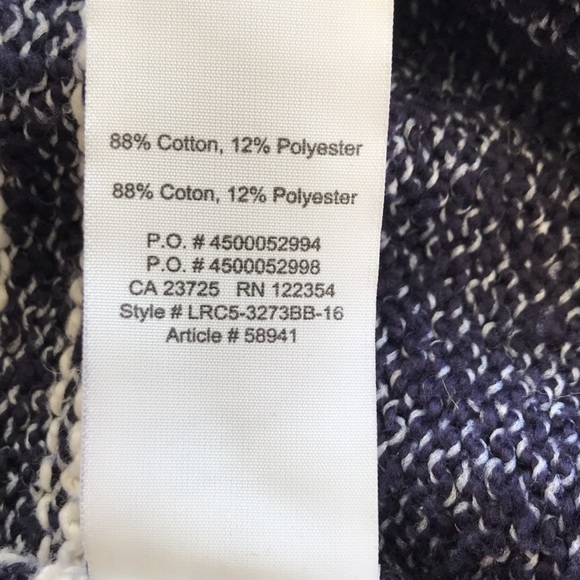 88% Cotton, 12% Polyester
88% Coton, 12% Polyester
P.O. # 4500052994
P.O. # 4500052998
CA 23725 RN 122354
Style # LRC5-3273BB-16
Article # 58941